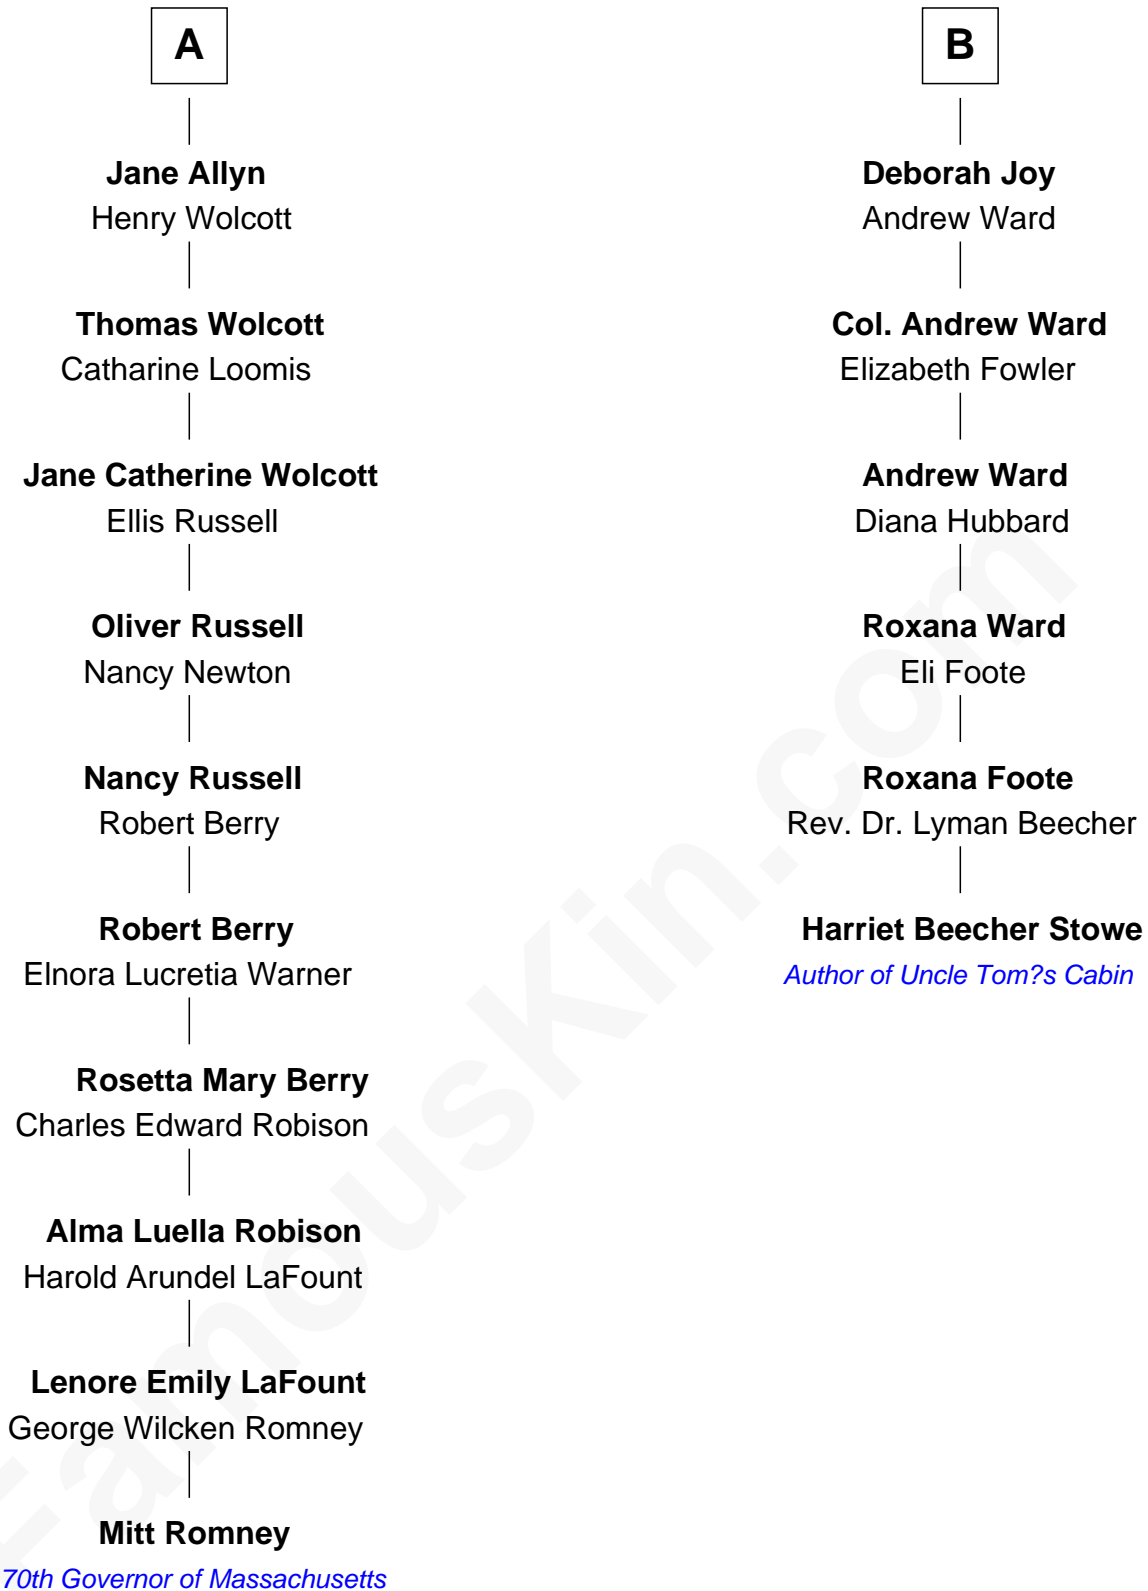 A
Jane Allyn
Henry Wolcott
Thomas Wolcott
Catharine Loomis
Jane Catherine Wolcott
Ellis Russell
Oliver Russell
Nancy Newton
Nancy Russell
Robert Berry
Robert Berry
Elnora Lucretia Warner
Rosetta Mary Berry
Charles Edward Robison
Alma Luella Robison
Harold Arundel LaFount
Lenore Emily LaFount
George Wilcken Romney
Mitt Romney
70th Governor of Massachusetts
B
Deborah Joy
Andrew Ward
Col. Andrew Ward
Elizabeth Fowler
Andrew Ward
Diana Hubbard
Roxana Ward
Eli Foote
Roxana Foote
Rev. Dr. Lyman Beecher
Harriet Beecher Stowe
Author of Uncle Tom?s Cabin
FamousKin.com